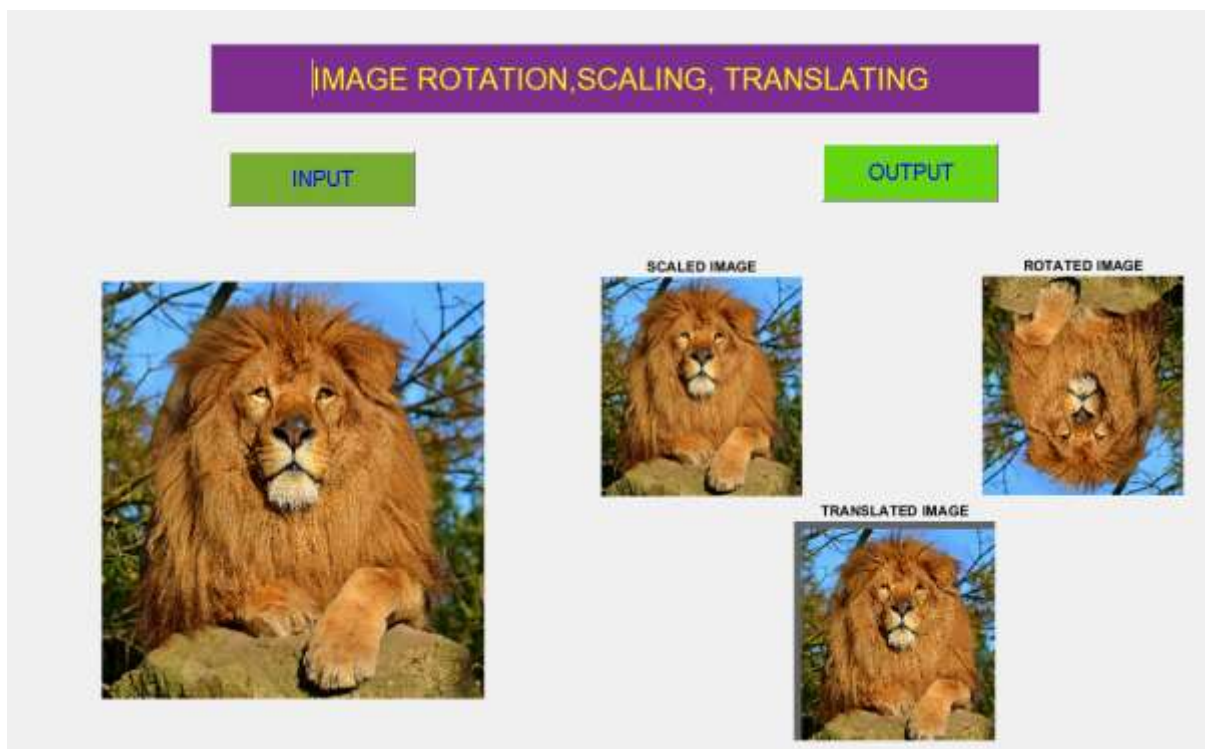 IMAGE ROTATION,SCALING, TRANSLATING
INPUT
OUTPUT
SCALED IMAGE
ROTATED IMAGE
TRANSLATED IMAGE